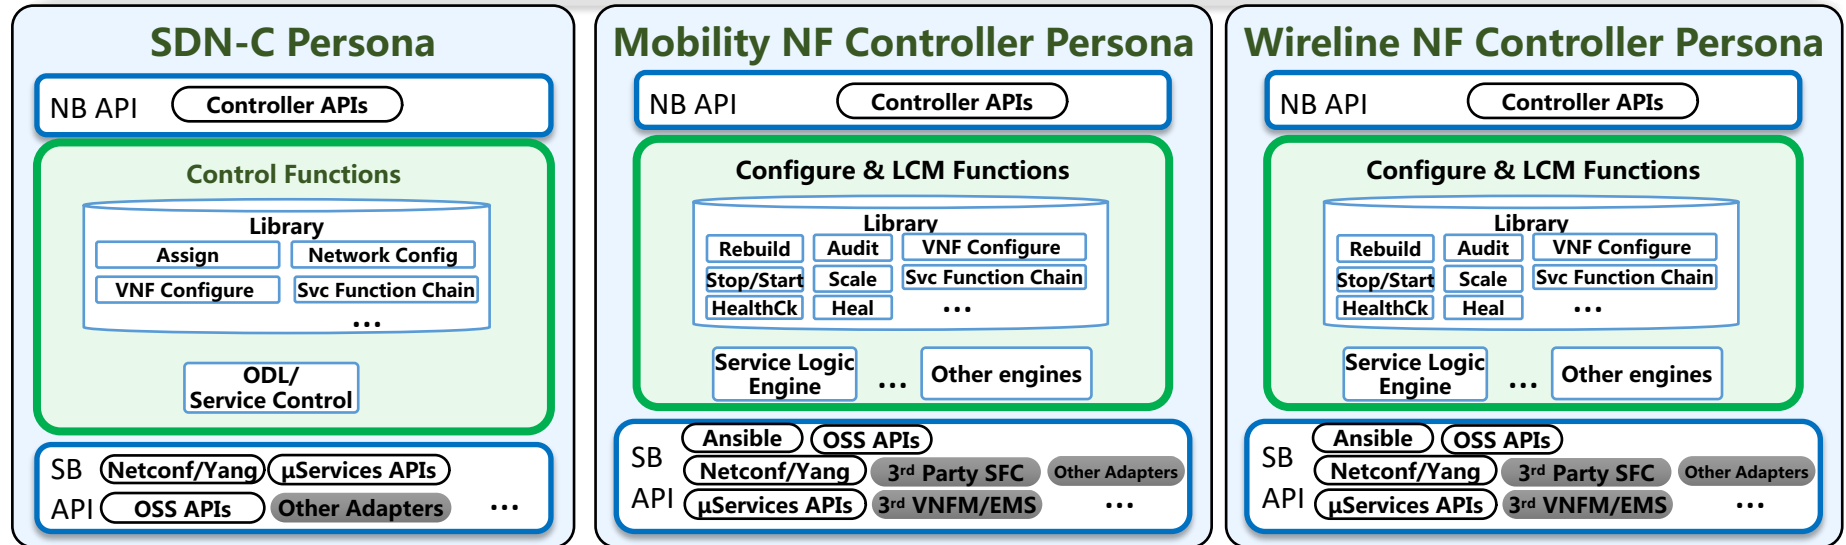 SDN-C Persona
NB API
Controller APIs
Control Functions
Library
Assign
Network Config
VNF Configure
Svc Function Chain
...
ODL/
Service Control
SB
Netconf/Yang
µServices APIs
API
OSS APIs
Other Adapters
...
Mobility NF Controller Persona
NB API
Controller APIs
Configure & LCM Functions
Library
Rebuild
Audit
VNF Configure
Stop/Start
Scale
Svc Function Chain
HealthCk
Heal
...
Service Logic
Engine
...
Other engines
Ansible
OSS APIs
SB
Netconf/Yang
3rd Party SFC
Other Adapters
API
µServices APIs
3rd VNFM/EMS
...
Wireline NF Controller Persona
NB API
Controller APIs
Configure & LCM Functions
Library
Rebuild
Audit
VNF Configure
Stop/Start
Scale
Svc Function Chain
HealthCk
Heal
...
Service Logic
Engine
...
Other engines
Ansible
OSS APIs
SB
Netconf/Yang
3rd Party SFC
Other Adapters
API
µServices APIs
3rd VNFM/EMS
...